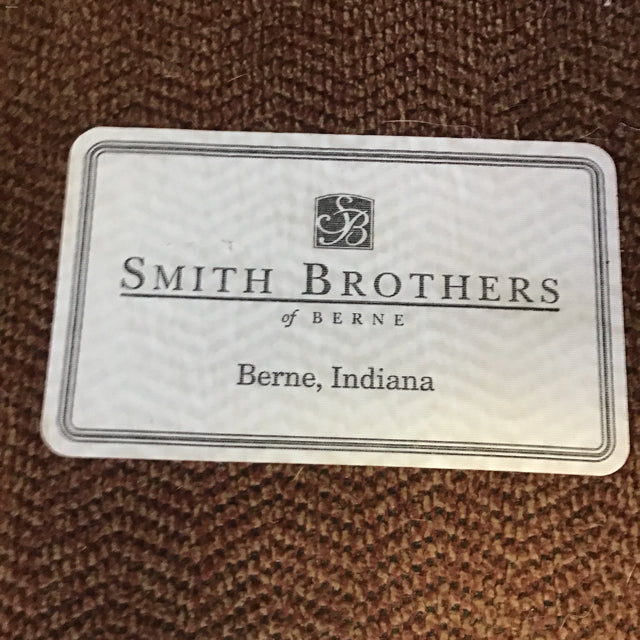 SB
SMITH BROTHERS
of BERNE
Berne, Indiana